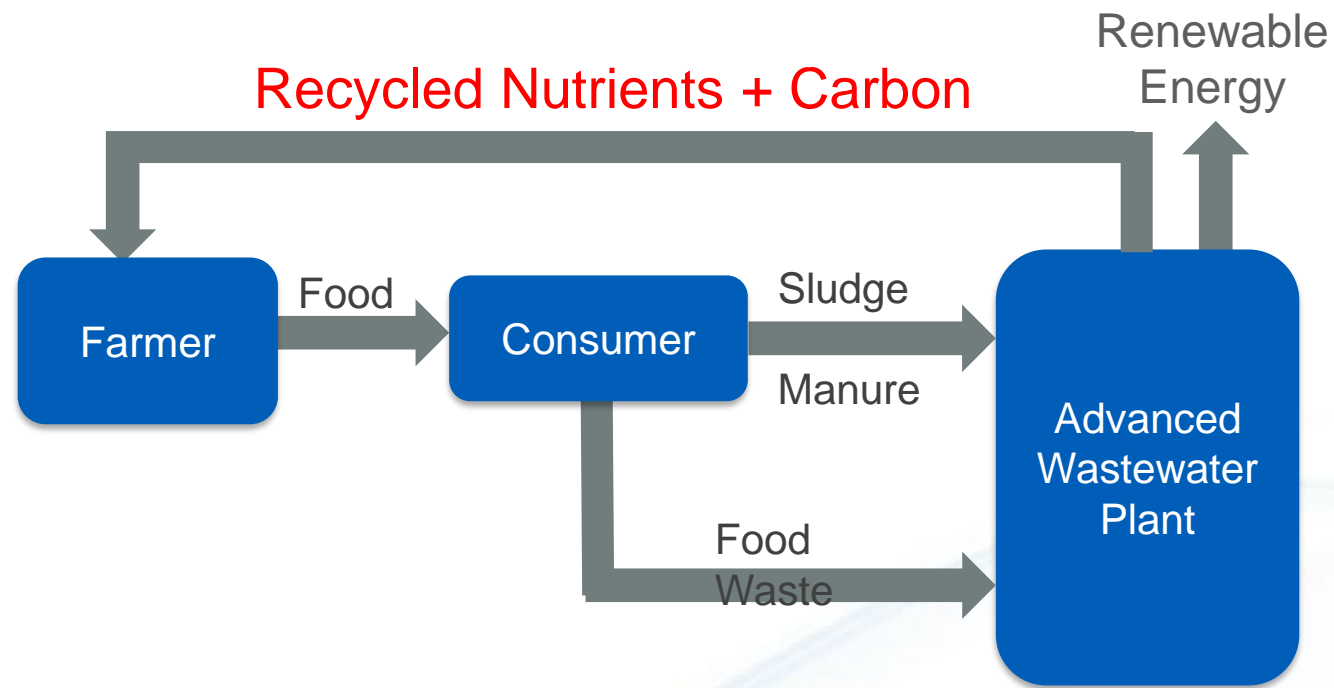 Renewable
Energy
Recycled Nutrients + Carbon
Farmer
Food
Consumer
Sludge
Manure
Food
Waste
Advanced
Wastewater
Plant